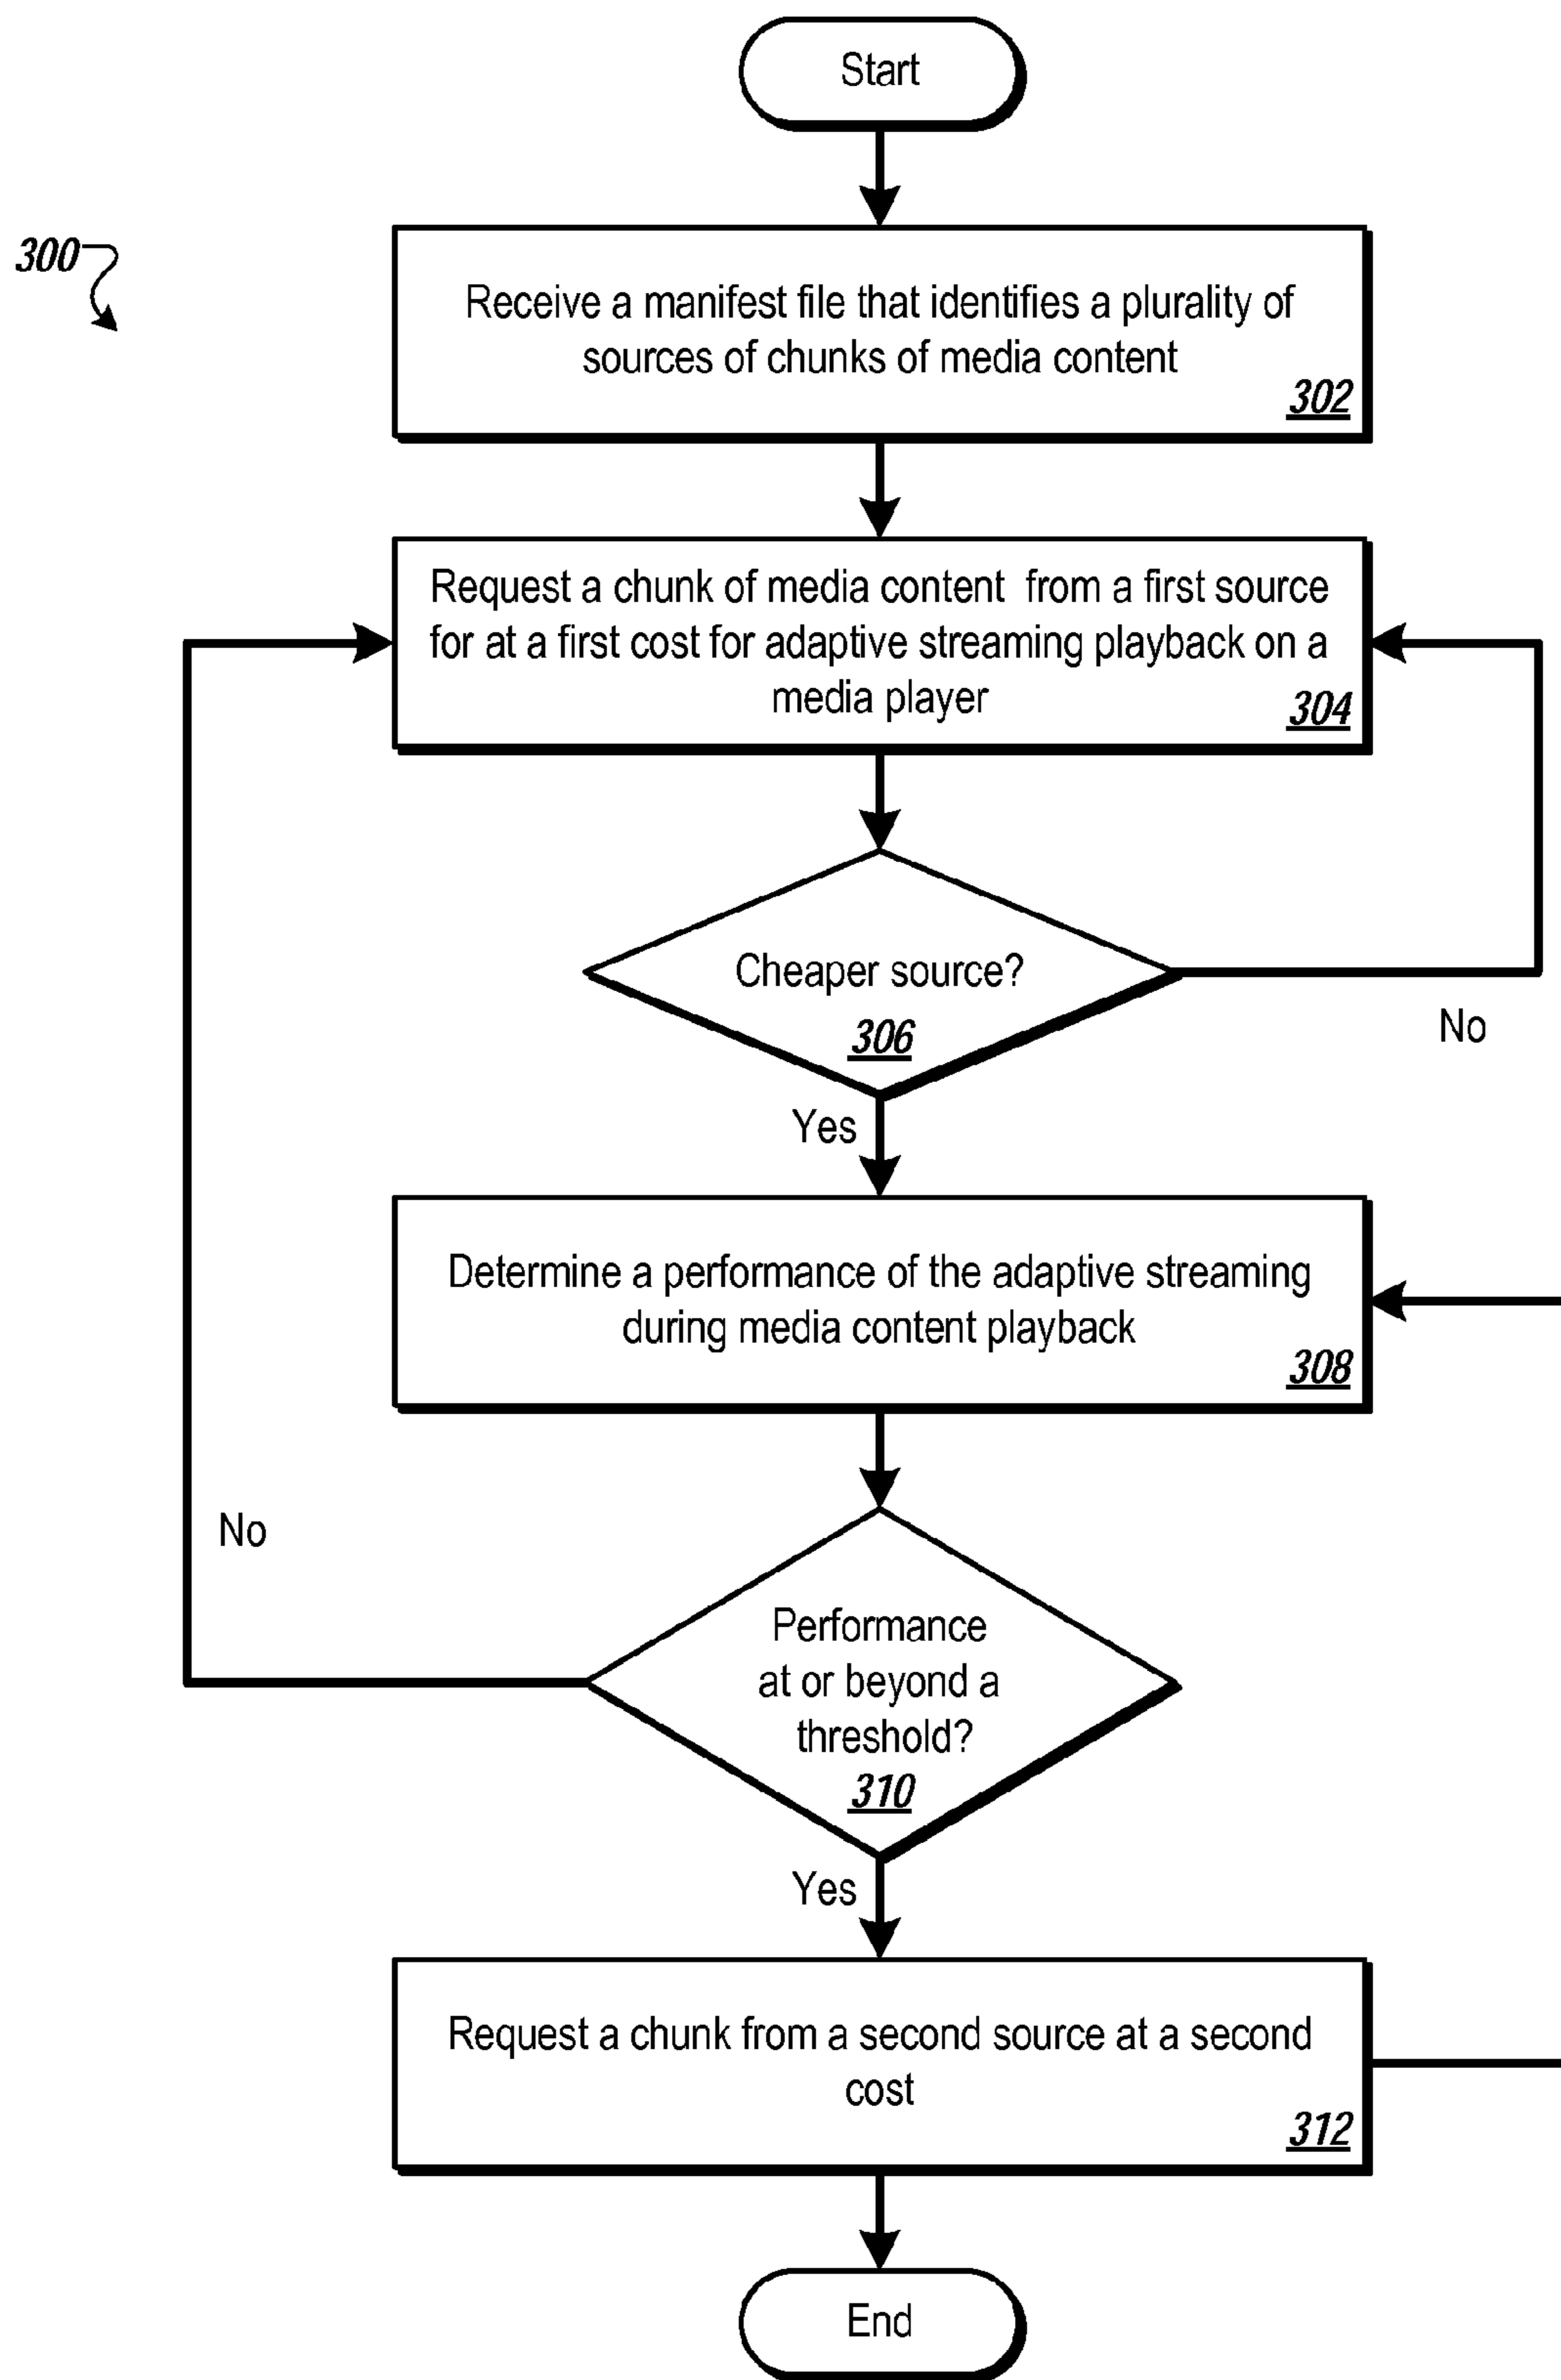 Start
300
Receive a manifest file that identifies a plurality of
sources of chunks of media content
302
Request a chunk of media content from a first source
for at a first cost for adaptive streaming playback on a
media player
304
Cheaper source?
306
No
Yes
Determine a performance of the adaptive streaming
during media content playback
308
No
Performance
at or beyond a
threshold?
310
Yes
Request a chunk from a second source at a second
cost
312
End